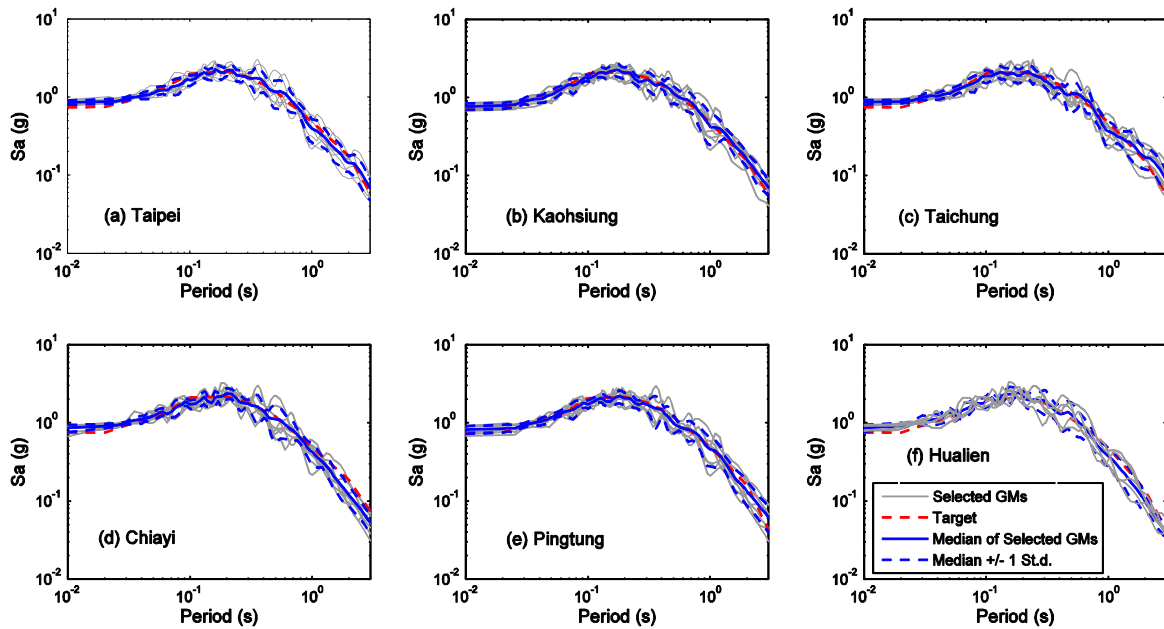 10^1
10^0
10^-1
10^-2
Sa (g)
(a) Taipei
10^-2 10^-1 10^0
Period (s)
10^1
10^0
10^-1
10^-2
Sa (g)
(b) Kaohsiung
10^-2 10^-1 10^0
Period (s)
10^1
10^0
10^-1
10^-2
Sa (g)
(c) Taichung
10^-2 10^-1 10^0
Period (s)
10^1
10^0
10^-1
10^-2
Sa (g)
(d) Chiayi
10^-2 10^-1 10^0
Period (s)
10^1
10^0
10^-1
10^-2
Sa (g)
(e) Pingtung
10^-2 10^-1 10^0
Period (s)
10^1
10^0
10^-1
10^-2
Sa (g)
(f) Hualien
Selected GMs
Target
Median of Selected GMs
Median +/- 1 St.d.
10^-2 10^-1 10^0
Period (s)